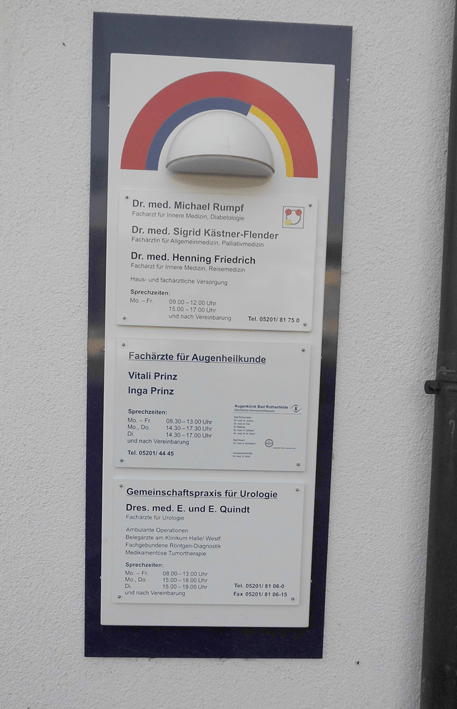 Dr. med. Michael Rumpf
Facharzt für Innere Medizin, Diabetologie
Dr. med. Sigrid Kästner-Flender
Fachärztin für Allgemeinmedizin, Palliativmedizin
Dr. med. Henning Friedrich
Facharzt für Innere Medizin, Reisemedizin
Haus- und fachärztliche Versorgung
Sprechzeiten:
Mo. – Fr. 09.00 – 12.00 Uhr
15.00 – 17.00 Uhr
und nach Vereinbarung Tel. 05201/ 81 75 0
Fachärzte für Augenheilkunde
Vitali Prinz
Inga Prinz
Augenklinik Bad Rothenfelde
Sprechzeiten:
Mo. – Fr. 08.30 – 13.00 Uhr
Mo., Do. 14.30 – 17.30 Uhr
Di. 14.30 – 17.00 Uhr
und nach Vereinbarung
Tel. 05201/ 44 45
Gemeinschaftspraxis für Urologie
Dres. med. E. und E. Quindt
Fachärzte für Urologie
Ambulante Operationen
Belegärzte am Klinikum Halle/ Westf.
Fachgebundene Röntgen-Diagnostik
Medikamentöse Tumortherapie
Sprechzeiten:
Mo. – Fr. 08.00 – 13.00 Uhr
Mo., Do. 15.00 – 18.00 Uhr
Di. 15.00 – 19.00 Uhr
und nach Vereinbarung
Tel. 05201/ 81 06-0
Fax 05201/ 81 06-15